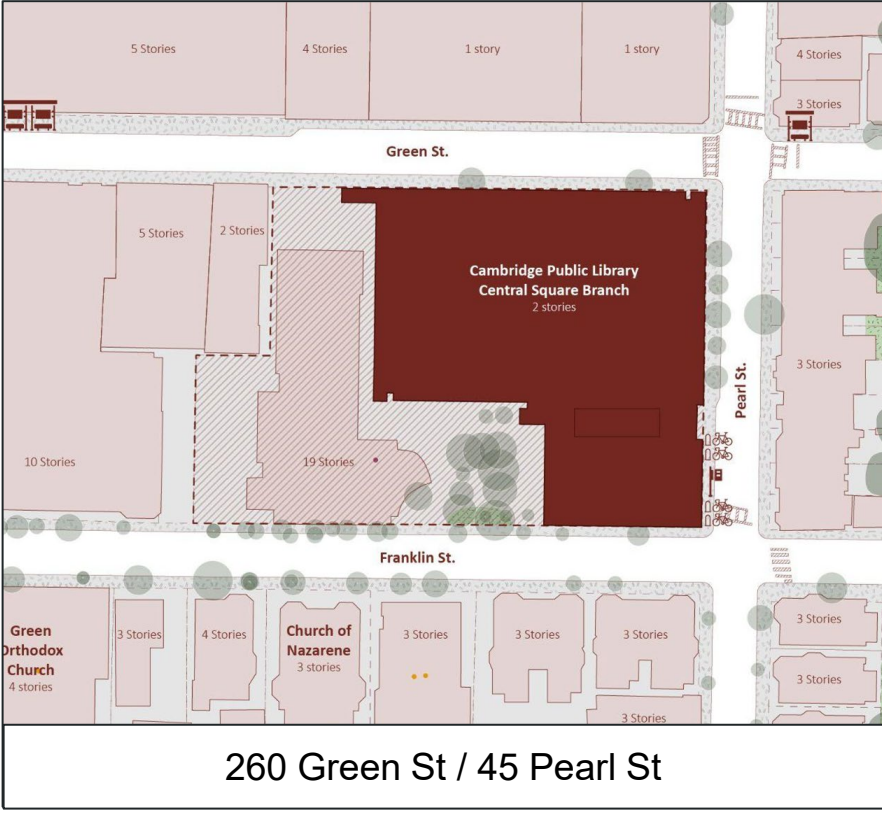 5 Stories
4 Stories
1 story
1 story
4 Stories
3 Stories
Green St.
5 Stories
2 Stories
Cambridge Public Library
Central Square Branch
2 stories
3 Stories
Pearl St.
10 Stories
19 Stories
Franklin St.
Green
Orthodox
Church
4 stories
3 Stories
4 Stories
Church of
Nazarene
3 stories
3 Stories
3 Stories
3 Stories
3 Stories
3 Stories
3 Stories
260 Green St / 45 Pearl St